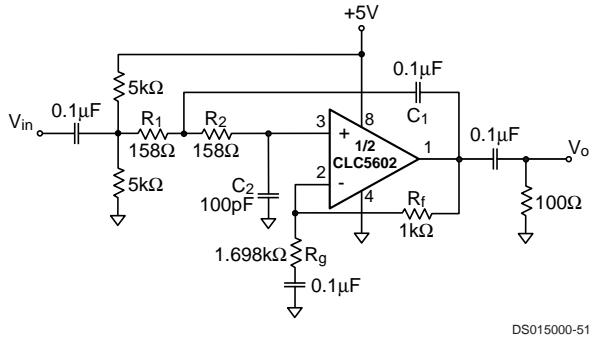 +5V
5kΩ
0.1μF
C1
0.1μF
Vin
R1
158Ω
R2
158Ω
3
+
8
1/2
CLC5602
1
0.1μF
Vo
5kΩ
C2
100pF
2
-
4
Rf
1kΩ
100Ω
1.698kΩ
Rg
0.1μF
DS015000-51